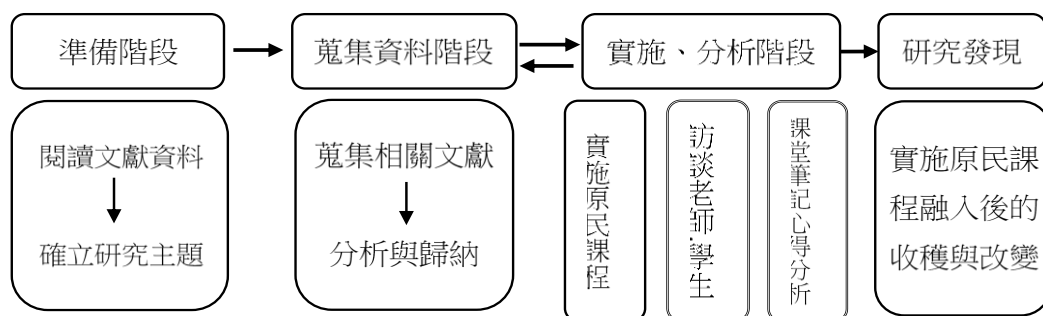 準備階段
蒐集資料階段
實施、分析階段
研究發現
閱讀文獻資料
確立研究主題
蒐集相關文獻
分析與歸納
實施原民課程
訪談老師.學生
課堂筆記心得分析
實施原民課
程融入後的
收穫與改變